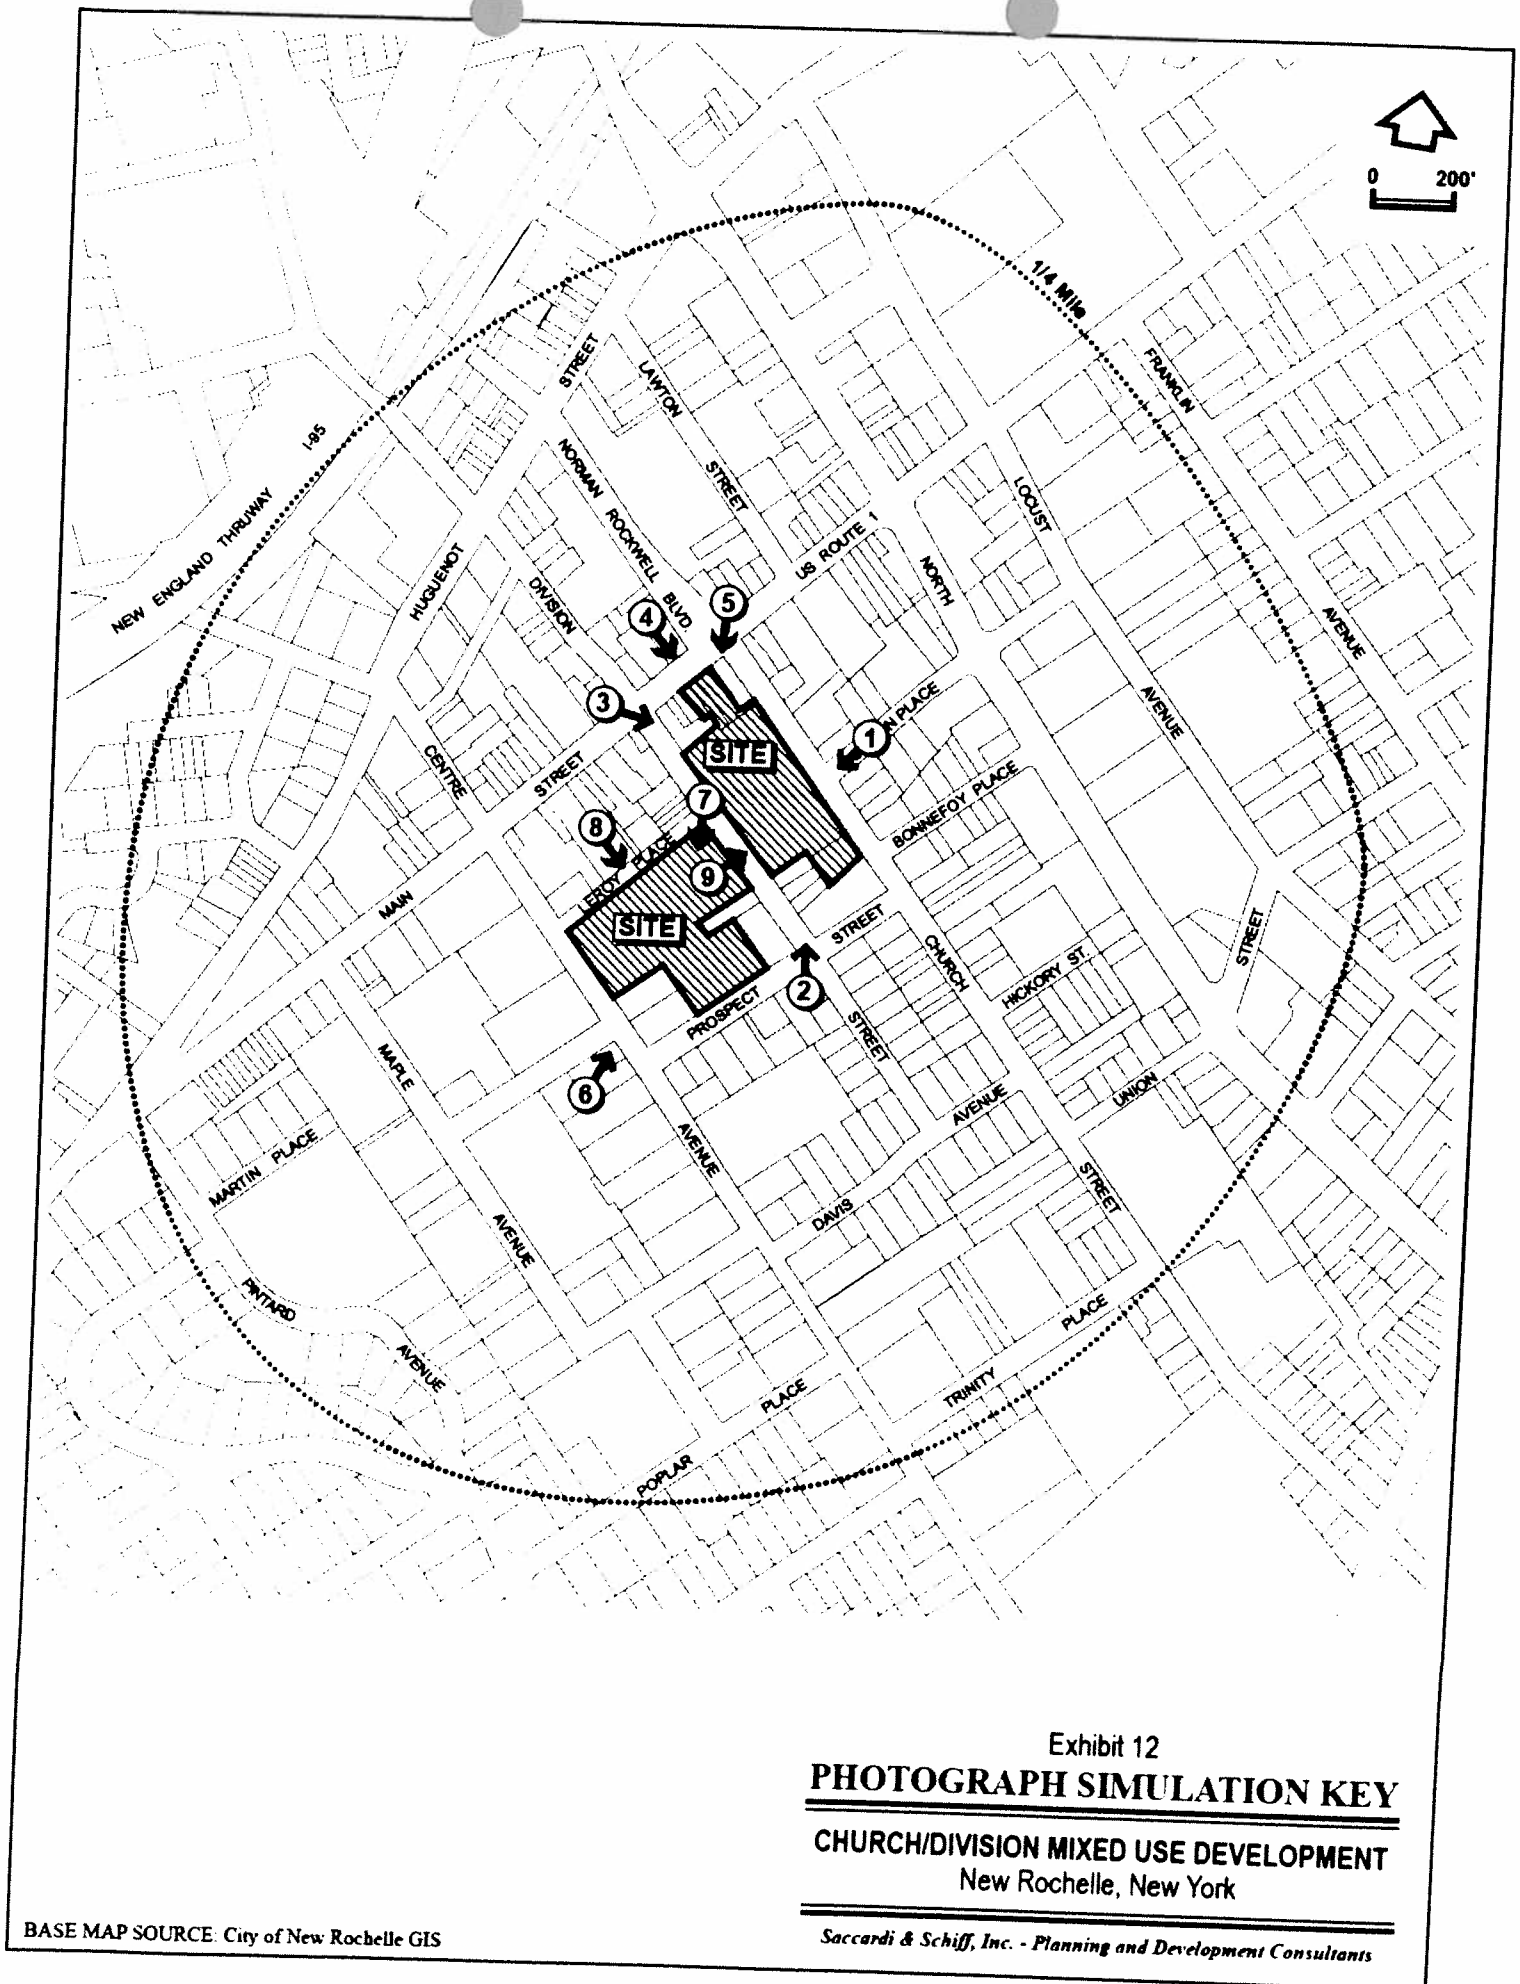 0 200'
1/4 Mile
FRANKLIN
AVENUE
STREET
LAWTON
STREET
I-95
NEW ENGLAND THRUWAY
HUGUENOT
NORMAN ROCKWELL BLVD.
DIVISION
US ROUTE 1
LOCUST
AVENUE
NORTH
4
5
3
1
N PLACE
SITE
CENTRE
STREET
7
8
LEROY PLACE
9
BONNEFOY PLACE
MAIN
SITE
STREET
CHURCH
STREET
HICKORY ST.
2
PROSPECT
STREET
MAPLE
6
AVENUE
UNION
AVENUE
MARTIN PLACE
STREET
DAVIS
AVENUE
PINTARD
AVENUE
PLACE
TRINITY
PLACE
POPLAR
Exhibit 12
PHOTOGRAPH SIMULATION KEY
CHURCH/DIVISION MIXED USE DEVELOPMENT
New Rochelle, New York
BASE MAP SOURCE: City of New Rochelle GIS
Saccardi & Schiff, Inc. - Planning and Development Consultants